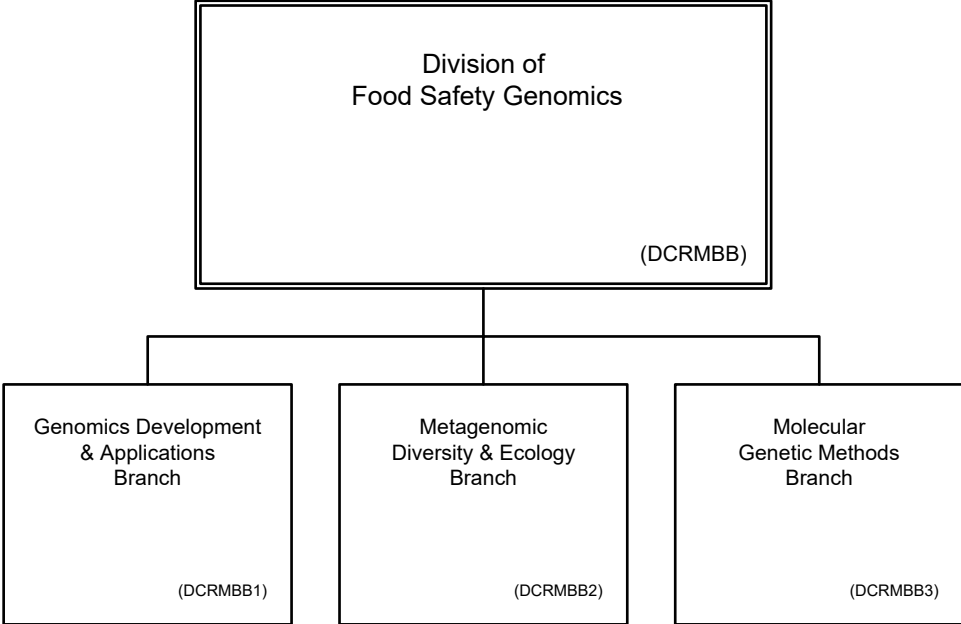 Division of
Food Safety Genomics
(DCRMBB)
Genomics Development
& Applications
Branch
(DCRMBB1)
Metagenomic
Diversity & Ecology
Branch
(DCRMBB2)
Molecular
Genetic Methods
Branch
(DCRMBB3)